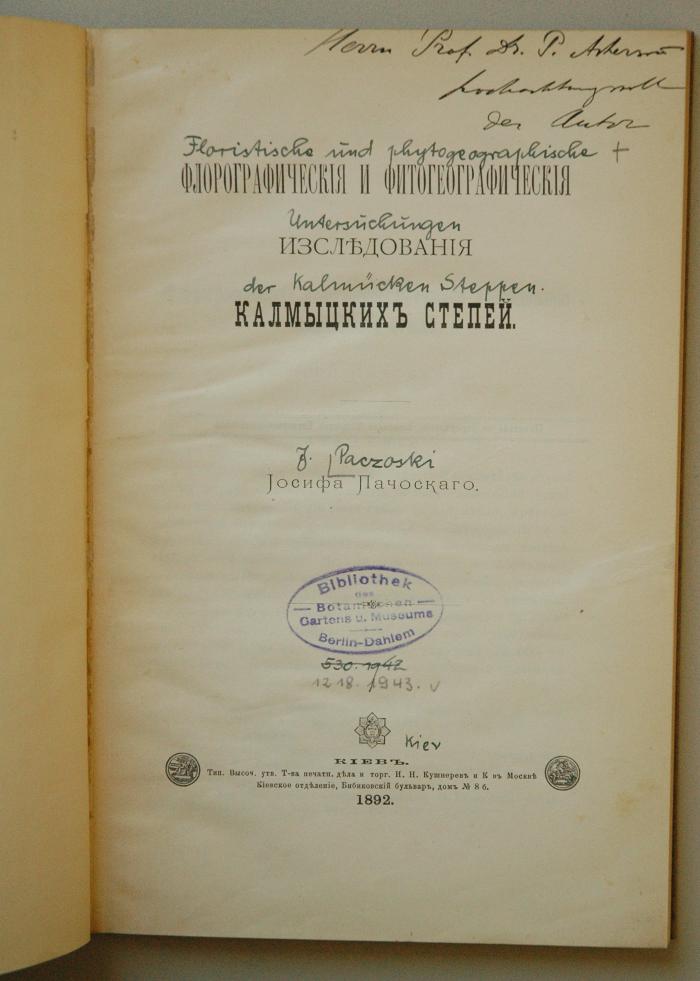 Herrn Prof. Dr. P. Ascherson
hochachtungsvoll
der Autor
Floristische und phytogeographische +
ФЛОРОГРАФИЧЕСКІЯ И ФИТОГЕОГРАФИЧЕСКІЯ
Untersuchungen
ИЗСЛѢДОВАНІЯ
der Kalmücken Steppen.
КАЛМЫЦКИХЪ СТЕПЕЙ.
J. Paczoski
Іосифа Пачоскаго.
Bibliothek
des
Botanischen
Gartens u. Museums
Berlin-Dahlem
530. 1942
1218. 1943. v
Kiev
КІЕВЪ.
Тип. Высоч. утв. Т-ва печатн. дѣла и торг. И. Н. Кушнеревъ и К въ Москвѣ
Кіевское отдѣленіе, Бибиковскій бульваръ, домъ № 8 б.
1892.